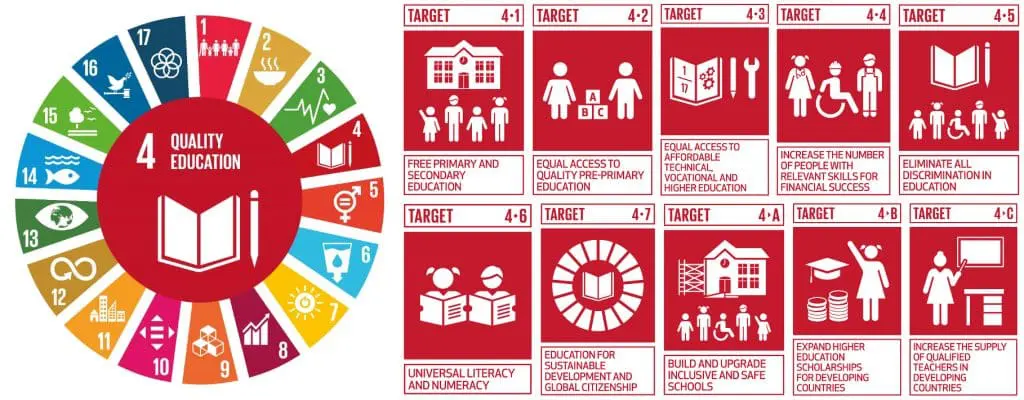 1
2
3
4
5
6
7
8
9
10
11
12
13
14
15
16
17
4 QUALITY
EDUCATION
TARGET 4·1
FREE PRIMARY AND
SECONDARY
EDUCATION
TARGET 4·2
A
B C
EQUAL ACCESS TO
QUALITY PRE-PRIMARY
EDUCATION
TARGET 4·3
1
17
EQUAL ACCESS TO
AFFORDABLE
TECHNICAL,
VOCATIONAL AND
HIGHER EDUCATION
TARGET 4·4
INCREASE THE NUMBER
OF PEOPLE WITH
RELEVANT SKILLS FOR
FINANCIAL SUCCESS
TARGET 4·5
ELIMINATE ALL
DISCRIMINATION IN
EDUCATION
TARGET 4·6
UNIVERSAL LITERACY
AND NUMERACY
TARGET 4·7
EDUCATION FOR
SUSTAINABLE
DEVELOPMENT AND
GLOBAL CITIZENSHIP
TARGET 4·A
BUILD AND UPGRADE
INCLUSIVE AND SAFE
SCHOOLS
TARGET 4·B
EXPAND HIGHER
EDUCATION
SCHOLARSHIPS
FOR DEVELOPING
COUNTRIES
TARGET 4·C
INCREASE THE SUPPLY
OF QUALIFIED
TEACHERS IN
DEVELOPING
COUNTRIES